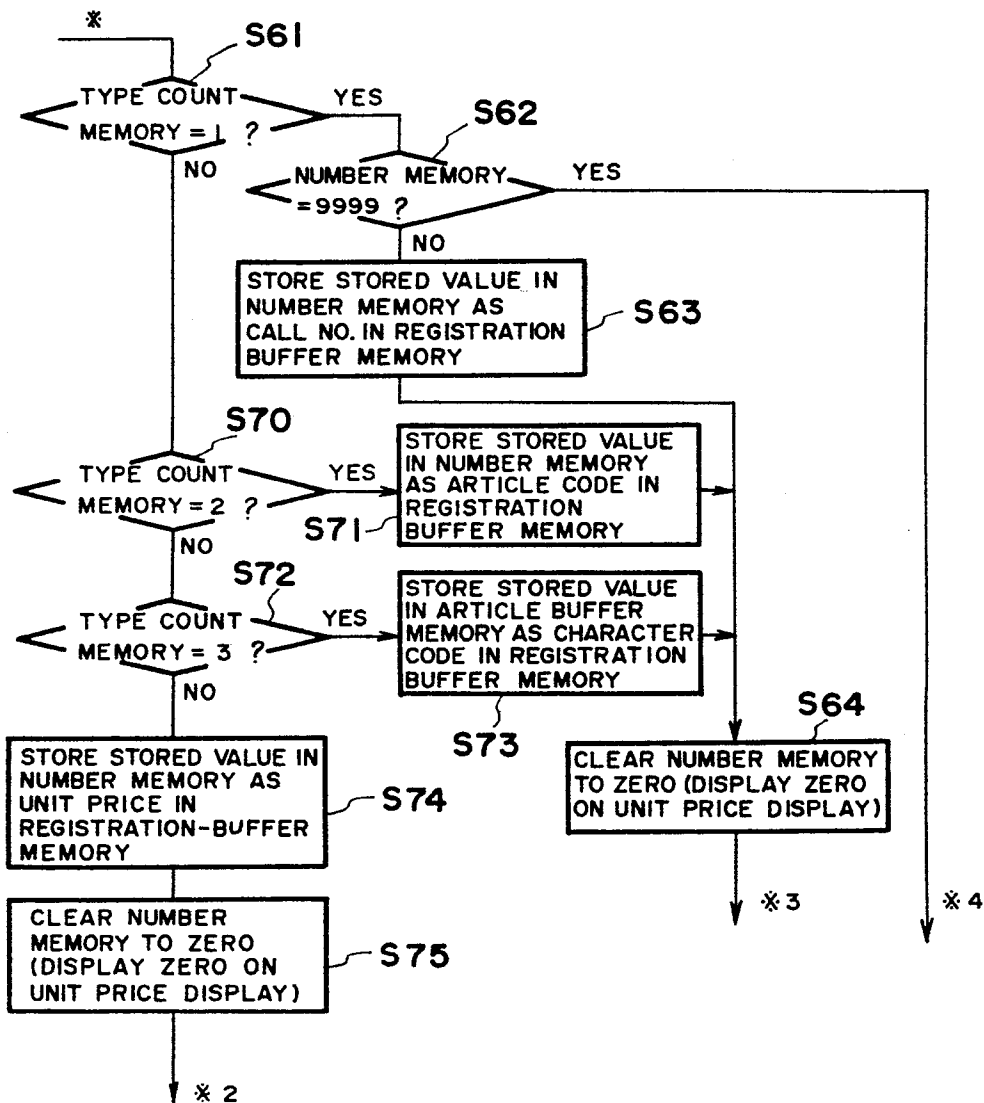 ※
S61
TYPE COUNT
MEMORY = 1 ?
YES
NO
S62
NUMBER MEMORY
=9999 ?
YES
NO
STORE STORED VALUE IN
NUMBER MEMORY AS
CALL NO. IN REGISTRATION
BUFFER MEMORY
S63
S70
TYPE COUNT
MEMORY = 2 ?
YES
NO
STORE STORED VALUE
IN NUMBER MEMORY
AS ARTICLE CODE IN
REGISTRATION
BUFFER MEMORY
S71
S72
TYPE COUNT
MEMORY = 3 ?
YES
NO
STORE STORED VALUE
IN ARTICLE BUFFER
MEMORY AS CHARACTER
CODE IN REGISTRATION
BUFFER MEMORY
S73
S64
CLEAR NUMBER MEMORY
TO ZERO (DISPLAY ZERO
ON UNIT PRICE DISPLAY)
STORE STORED VALUE IN
NUMBER MEMORY AS
UNIT PRICE IN
REGISTRATION-BUFFER
MEMORY
S74
※3
※4
CLEAR NUMBER
MEMORY TO ZERO
(DISPLAY ZERO ON
UNIT PRICE DISPLAY)
S75
※2